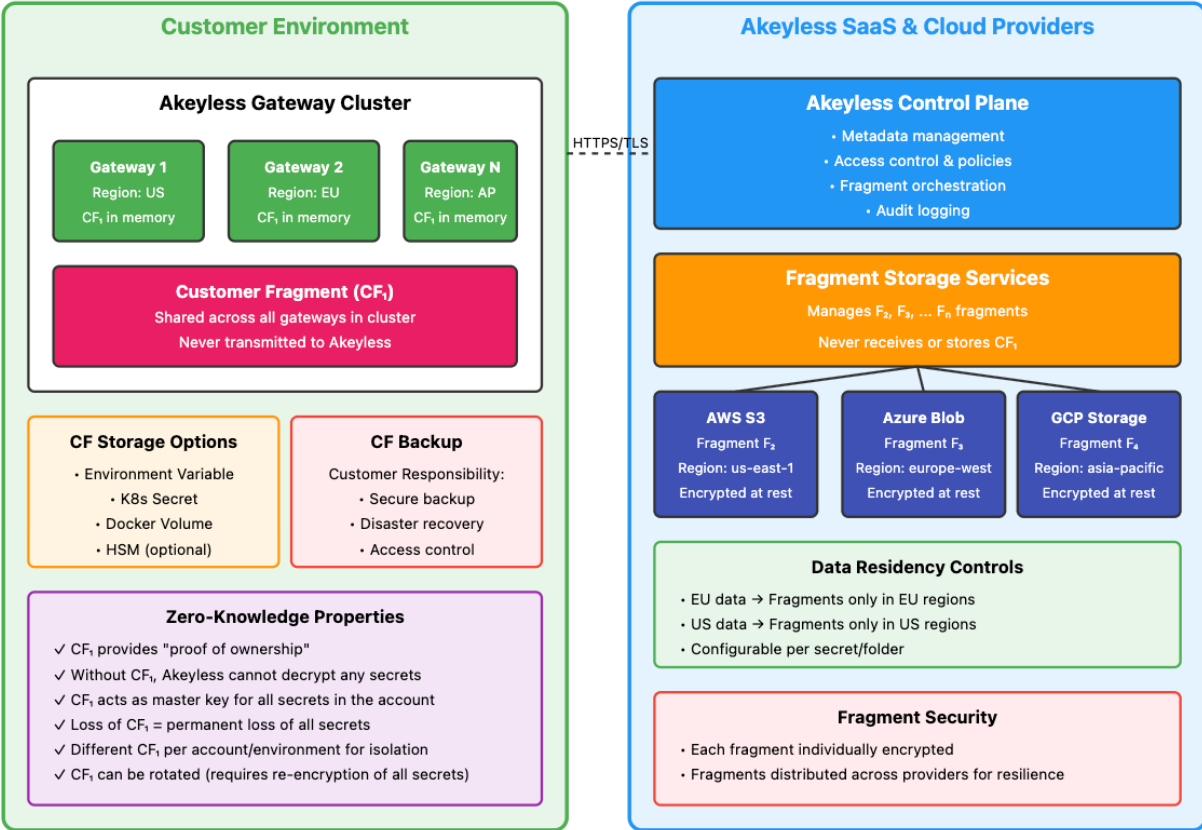 Customer Environment
Akeyless Gateway Cluster
Gateway 1
Region: US
CF₁ in memory
Gateway 2
Region: EU
CF₁ in memory
Gateway N
Region: AP
CF₁ in memory
Customer Fragment (CF₁)
Shared across all gateways in cluster
Never transmitted to Akeyless
CF Storage Options
• Environment Variable
• K8s Secret
• Docker Volume
• HSM (optional)
CF Backup
Customer Responsibility:
• Secure backup
• Disaster recovery
• Access control
Zero-Knowledge Properties
✓ CF₁ provides "proof of ownership"
✓ Without CF₁, Akeyless cannot decrypt any secrets
✓ CF₁ acts as master key for all secrets in the account
✓ Loss of CF₁ = permanent loss of all secrets
✓ Different CF₁ per account/environment for isolation
✓ CF₁ can be rotated (requires re-encryption of all secrets)
HTTPS/TLS
Akeyless SaaS & Cloud Providers
Akeyless Control Plane
• Metadata management
• Access control & policies
• Fragment orchestration
• Audit logging
Fragment Storage Services
Manages F₂, F₃, ... Fₙ fragments
Never receives or stores CF₁
AWS S3
Fragment F₂
Region: us-east-1
Encrypted at rest
Azure Blob
Fragment F₃
Region: europe-west
Encrypted at rest
GCP Storage
Fragment F₄
Region: asia-pacific
Encrypted at rest
Data Residency Controls
• EU data → Fragments only in EU regions
• US data → Fragments only in US regions
• Configurable per secret/folder
Fragment Security
• Each fragment individually encrypted
• Fragments distributed across providers for resilience